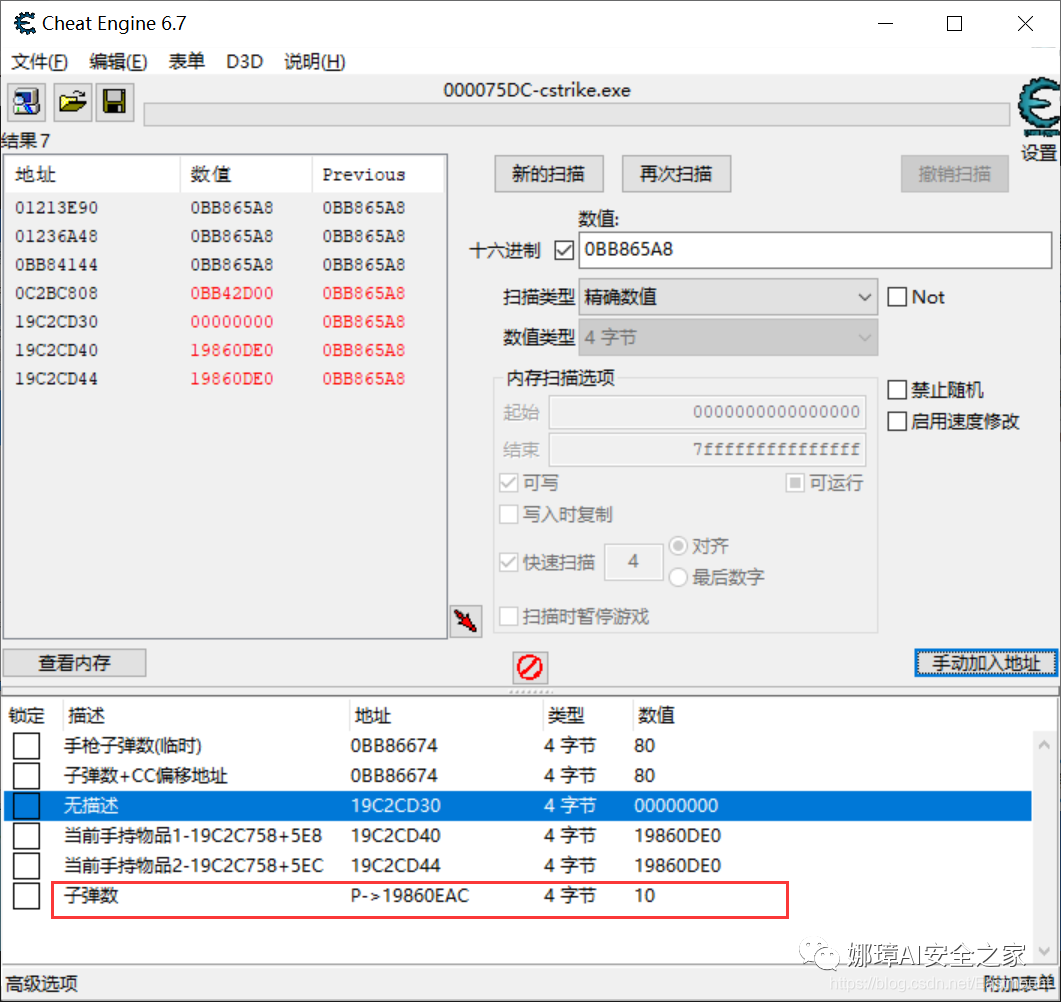 Cheat Engine 6.7
文件(F) 编辑(E) 表单 D3D 说明(H)
000075DC-cstrike.exe
设置
结果 7
地址 数值 Previous
01213E90 0BB865A8 0BB865A8
01236A48 0BB865A8 0BB865A8
0BB84144 0BB865A8 0BB865A8
0C2BC808 0BB42D00 0BB865A8
19C2CD30 00000000 0BB865A8
19C2CD40 19860DE0 0BB865A8
19C2CD44 19860DE0 0BB865A8
新的扫描 再次扫描 撤销扫描
数值:
十六进制 0BB865A8
扫描类型 精确数值 Not
数值类型 4 字节
内存扫描选项
起始 0000000000000000
结束 7fffffffffffffff
可写 可运行
写入时复制
快速扫描 4 对齐
最后数字
扫描时暂停游戏
禁止随机
启用速度修改
查看内存 手动加入地址
锁定 描述 地址 类型 数值
手枪子弹数(临时) 0BB86674 4 字节 80
子弹数+CC偏移地址 0BB86674 4 字节 80
无描述 19C2CD30 4 字节 00000000
当前手持物品1-19C2C758+5E8 19C2CD40 4 字节 19860DE0
当前手持物品2-19C2C758+5EC 19C2CD44 4 字节 19860DE0
子弹数 P->19860EAC 4 字节 10
娜璋AI安全之家
高级选项 附加表单